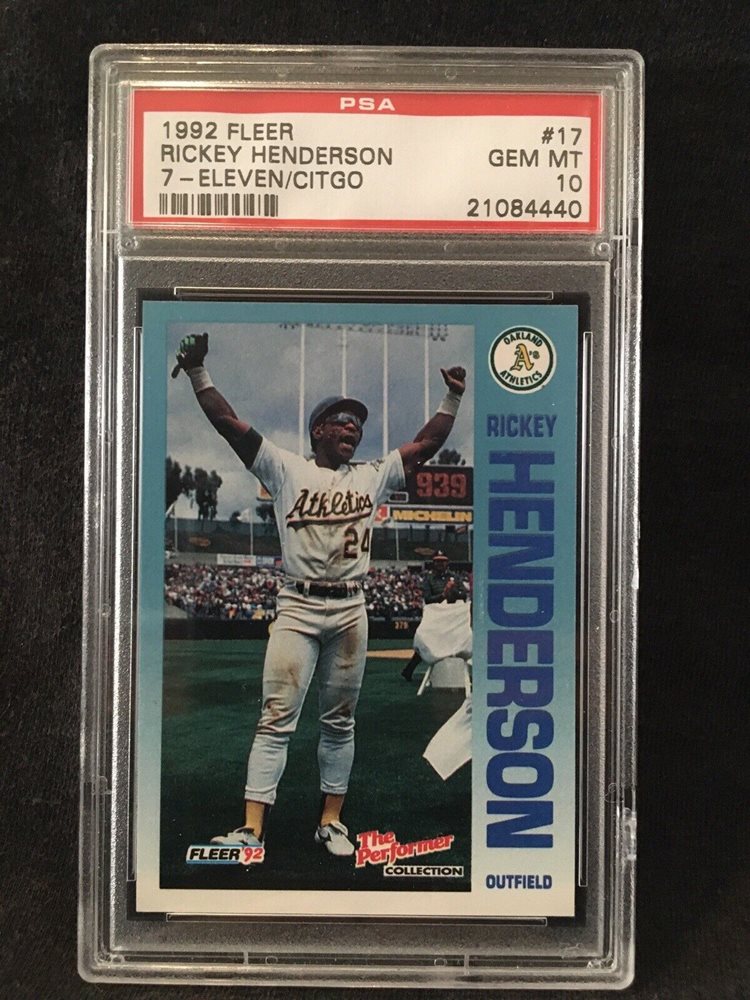 PSA
1992 FLEER #17
RICKEY HENDERSON GEM MT
7-ELEVEN/CITGO 10
21084440
OAKLAND
A's
ATHLETICS
RICKEY
HENDERSON
939
MICHELIN
Athletics
24
375
FLEER '92
The
Performer
COLLECTION
OUTFIELD